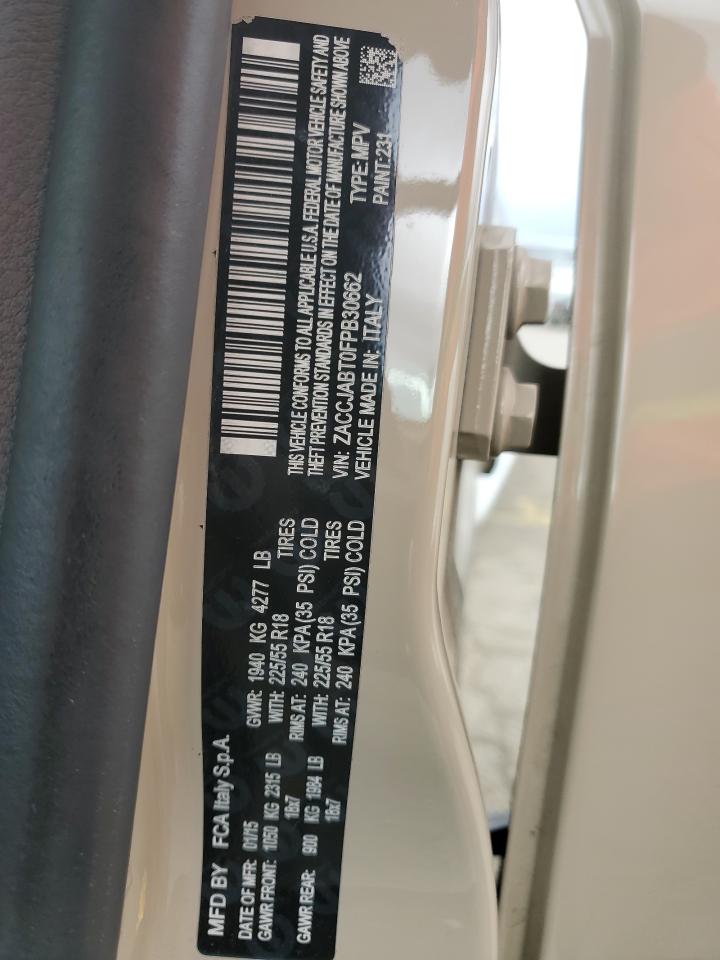 MFD BY FCA Italy S.p.A.
DATE OF MFR: 01/15 GVWR: 1940 KG 4277 LB
GAWR FRONT: 1050 KG 2315 LB WITH: 225/55 R18 TIRES
18x7 RIMS AT: 240 KPA (35 PSI) COLD
GAWR REAR: 900 KG 1984 LB WITH: 225/55 R18 TIRES
18x7 RIMS AT: 240 KPA (35 PSI) COLD
THIS VEHICLE CONFORMS TO ALL APPLICABLE U.S.A. FEDERAL MOTOR VEHICLE SAFETY AND
THEFT PREVENTION STANDARDS IN EFFECT ON THE DATE OF MANUFACTURE SHOWN ABOVE
VIN: ZACCJABT0FPB30662 TYPE: MPV
VEHICLE MADE IN: ITALY PAINT: 231